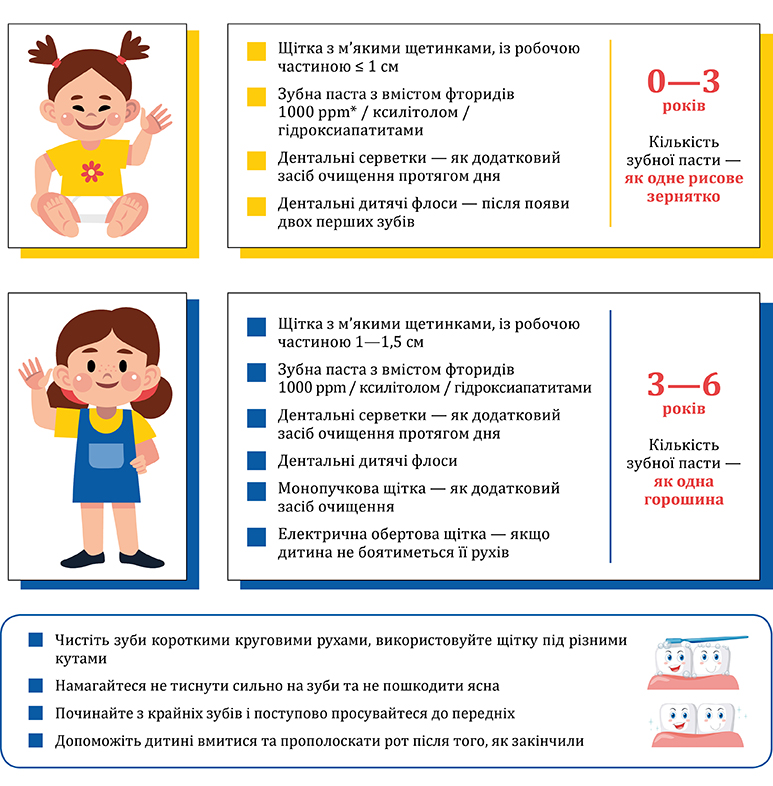 Щітка з м’якими щетинками, із робочою
частиною ≤ 1 см
Зубна паста з вмістом фторидів
1000 ppm* / ксилітолом /
гідроксиапатитами
Дентальні серветки — як додатковий
засіб очищення протягом дня
Дентальні дитячі флоси — після появи
двох перших зубів
0—3
років
Кількість
зубної пасти —
як одне рисове
зернятко
Щітка з м’якими щетинками, із робочою
частиною 1—1,5 см
Зубна паста з вмістом фторидів
1000 ppm / ксилітолом / гідроксиапатитами
Дентальні серветки — як додатковий
засіб очищення протягом дня
Дентальні дитячі флоси
Монопучкова щітка — як додатковий
засіб очищення
Електрична обертова щітка — якщо
дитина не боятиметься її рухів
3—6
років
Кількість
зубної пасти —
як одна
горошина
Чистіть зуби короткими круговими рухами, використовуйте щітку під різними
кутами
Намагайтеся не тиснути сильно на зуби та не пошкодити ясна
Починайте з крайніх зубів і поступово просувайтеся до передніх
Допоможіть дитині вмитися та прополоскати рот після того, як закінчили